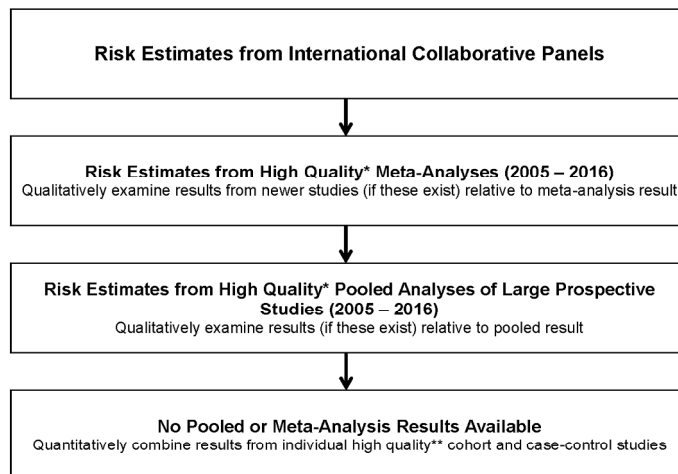 Risk Estimates from International Collaborative Panels
Risk Estimates from High Quality* Meta-Analyses (2005 – 2016)
Qualitatively examine results from newer studies (if these exist) relative to meta-analysis result
Risk Estimates from High Quality* Pooled Analyses of Large Prospective
Studies (2005 – 2016)
Qualitatively examine results (if these exist) relative to pooled result
No Pooled or Meta-Analysis Results Available
Quantitatively combine results from individual high quality** cohort and case-control studies